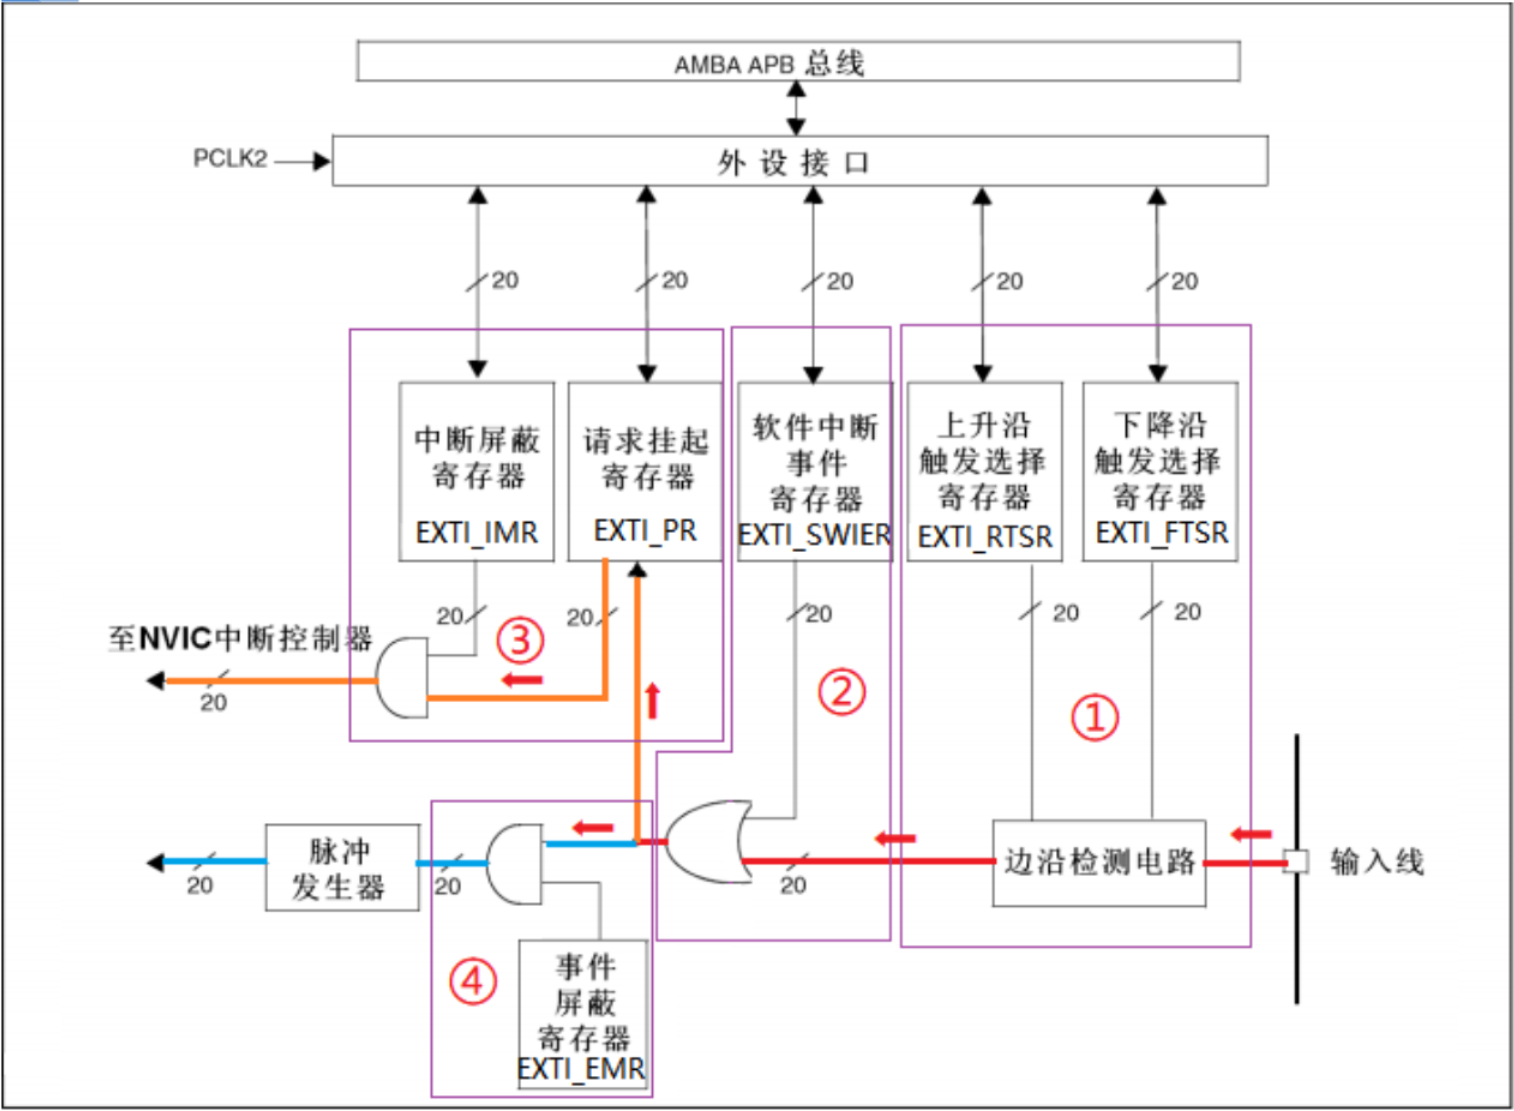 AMBA APB 总线
PCLK2
外设接口
20
20
20
20
20
中断屏蔽
寄存器
EXTI_IMR
请求挂起
寄存器
EXTI_PR
软件中断
事件
寄存器
EXTI_SWIER
上升沿
触发选择
寄存器
EXTI_RTSR
下降沿
触发选择
寄存器
EXTI_FTSR
20
20
20
20
20
至NVIC中断控制器
20
③
②
①
脉冲
发生器
20
20
20
边沿检测电路
输入线
④
事件
屏蔽
寄存器
EXTI_EMR